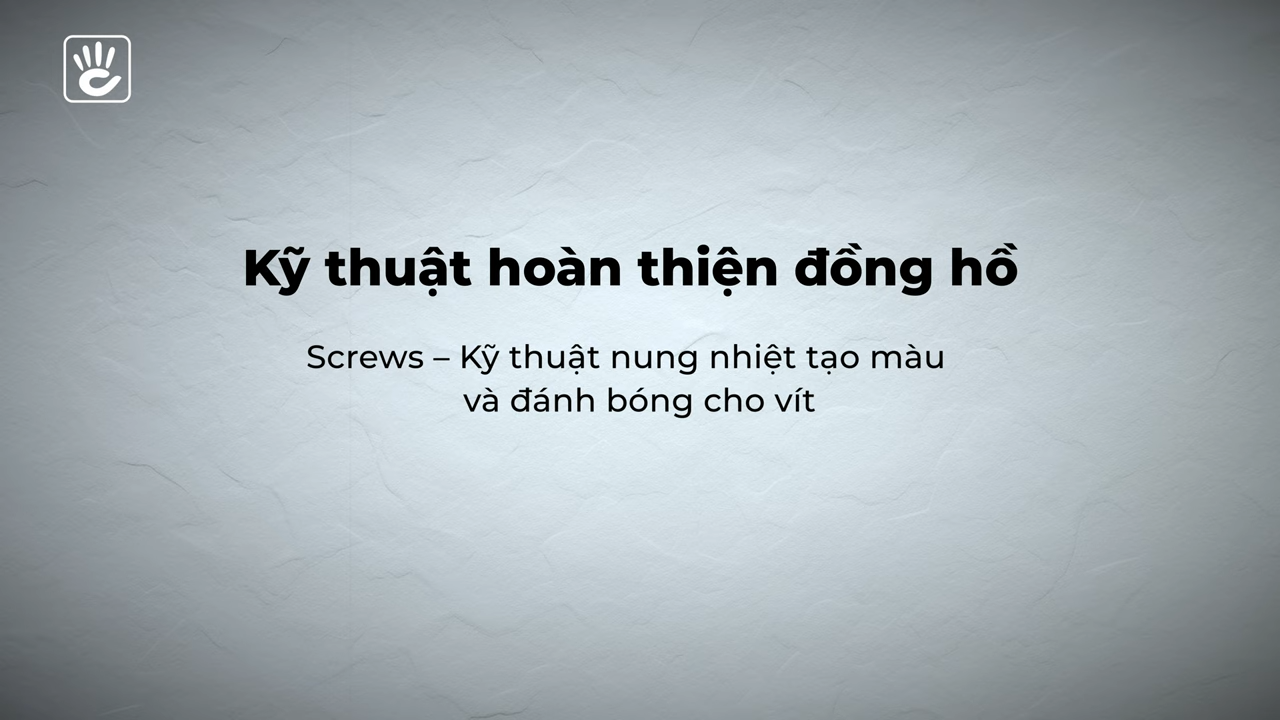 Kỹ thuật hoàn thiện đồng hồ
Screws – Kỹ thuật nung nhiệt tạo màu
và đánh bóng cho vít